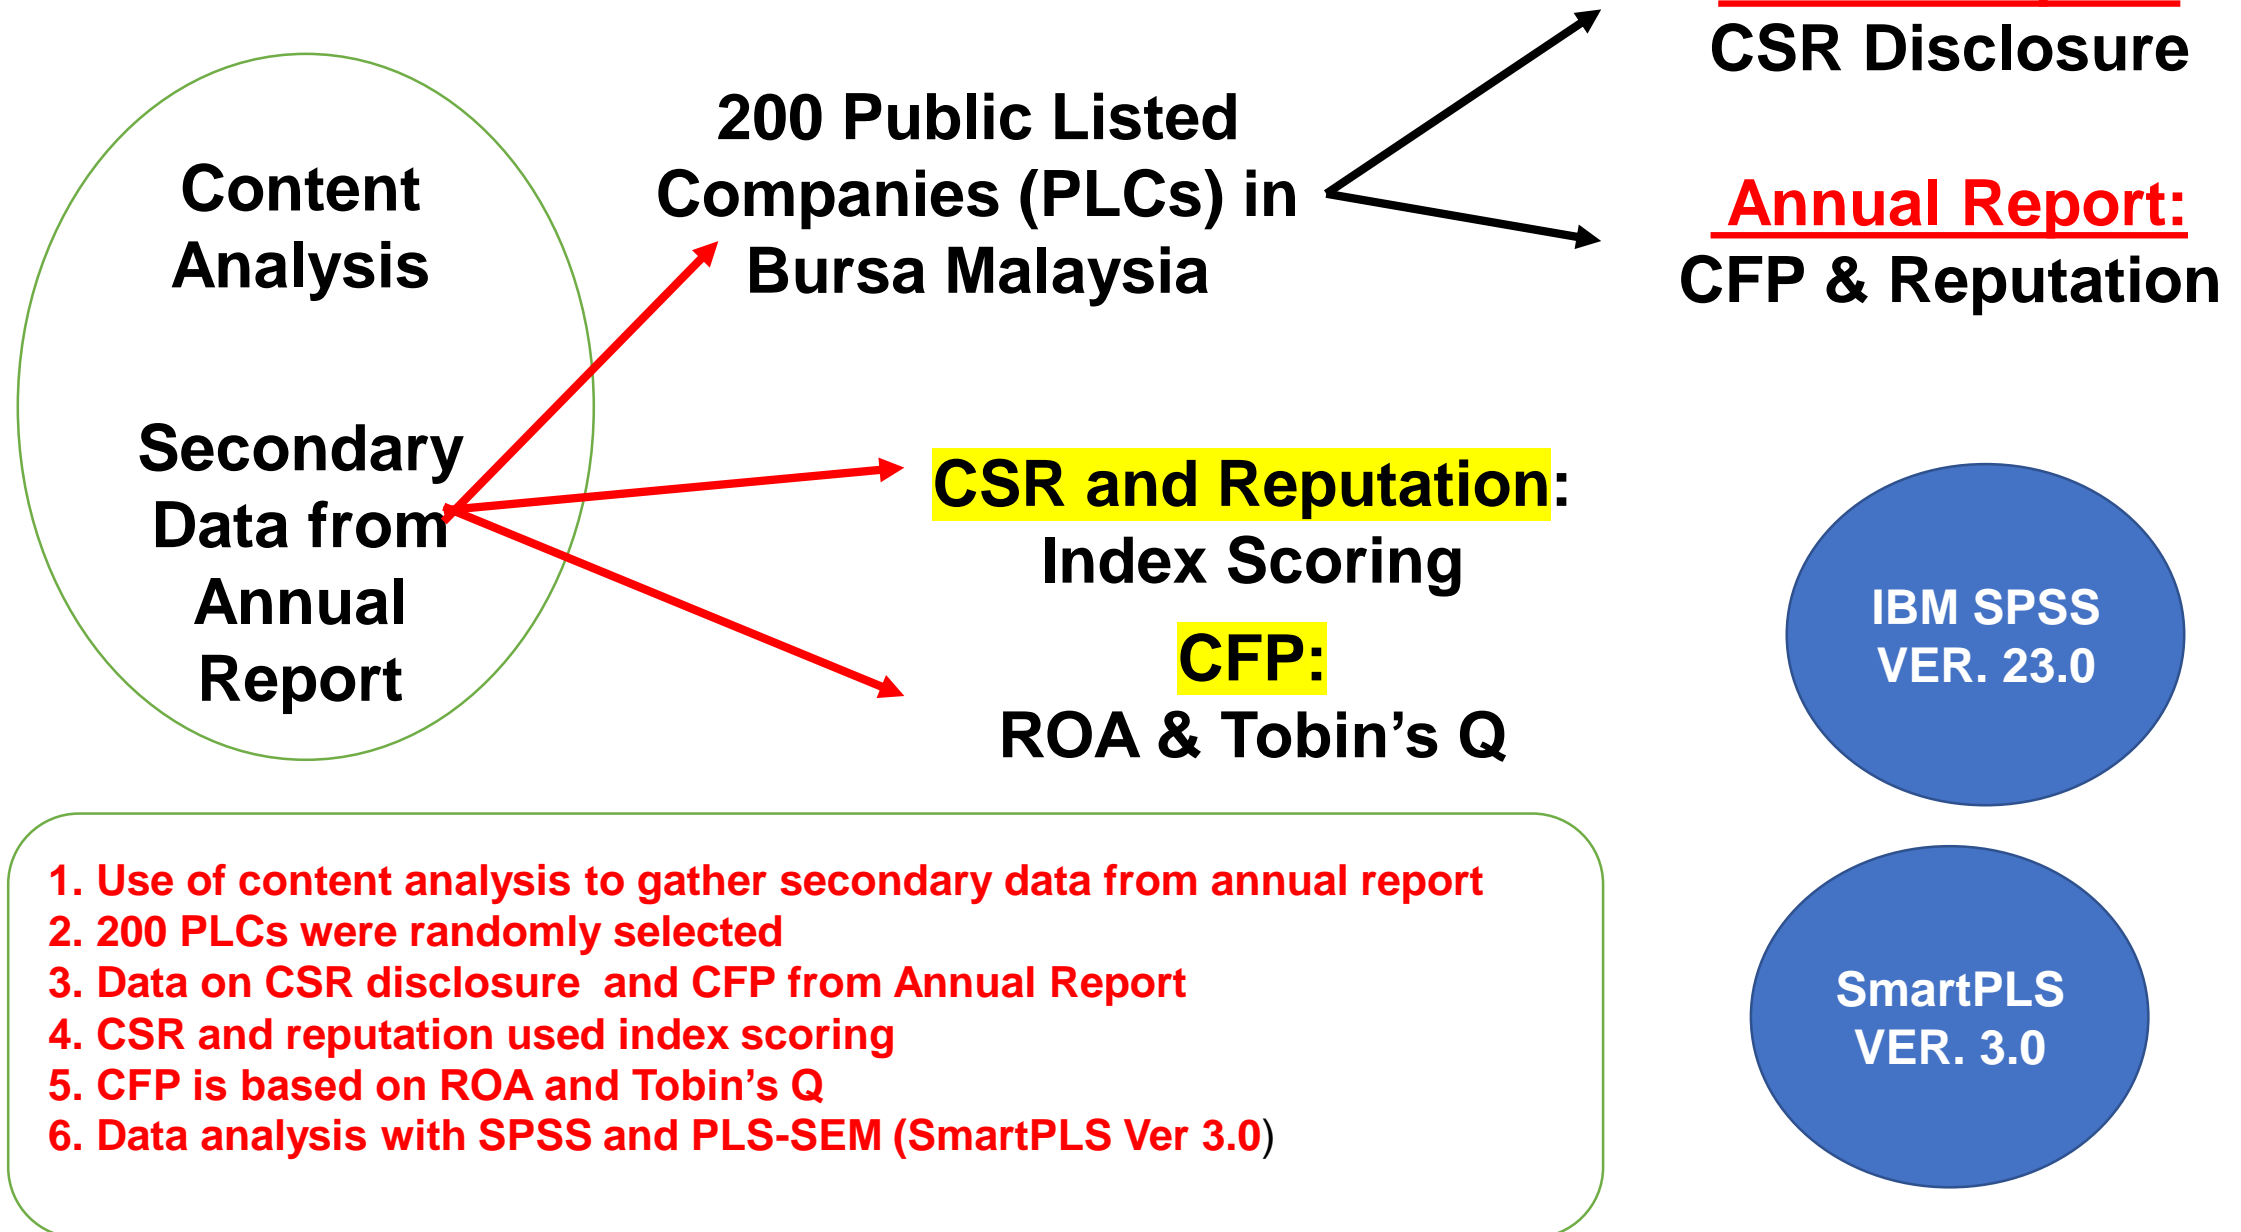 CSR Disclosure
Annual Report:
CFP & Reputation
200 Public Listed
Companies (PLCs) in
Bursa Malaysia
Content
Analysis
Secondary
Data from
Annual
Report
CSR and Reputation:
Index Scoring
CFP:
ROA & Tobin’s Q
IBM SPSS
VER. 23.0
SmartPLS
VER. 3.0
1. Use of content analysis to gather secondary data from annual report
2. 200 PLCs were randomly selected
3. Data on CSR disclosure  and CFP from Annual Report
4. CSR and reputation used index scoring
5. CFP is based on ROA and Tobin’s Q
6. Data analysis with SPSS and PLS-SEM (SmartPLS Ver 3.0)